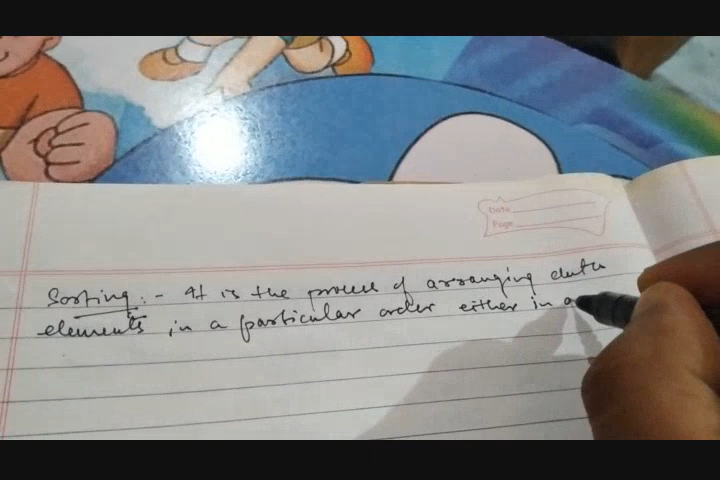 Date
Page
Sorting:- It is the process of arranging data
elements in a particular order either in a